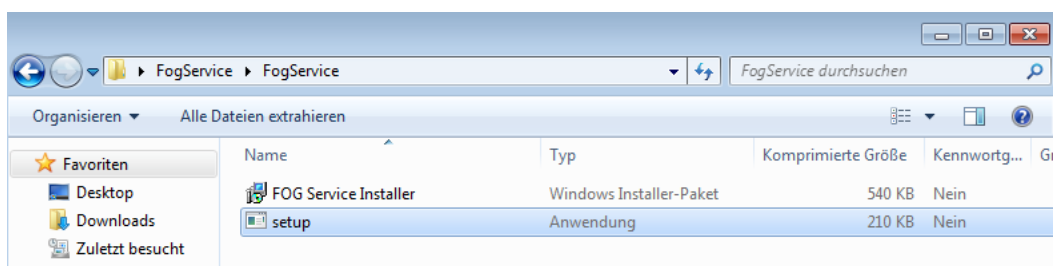 FogService FogService FogService durchsuchen
Organisieren Alle Dateien extrahieren
Favoriten Name Typ Komprimierte Größe Kennwortg... Gr
Desktop FOG Service Installer Windows Installer-Paket 540 KB Nein
Downloads setup Anwendung 210 KB Nein
Zuletzt besucht